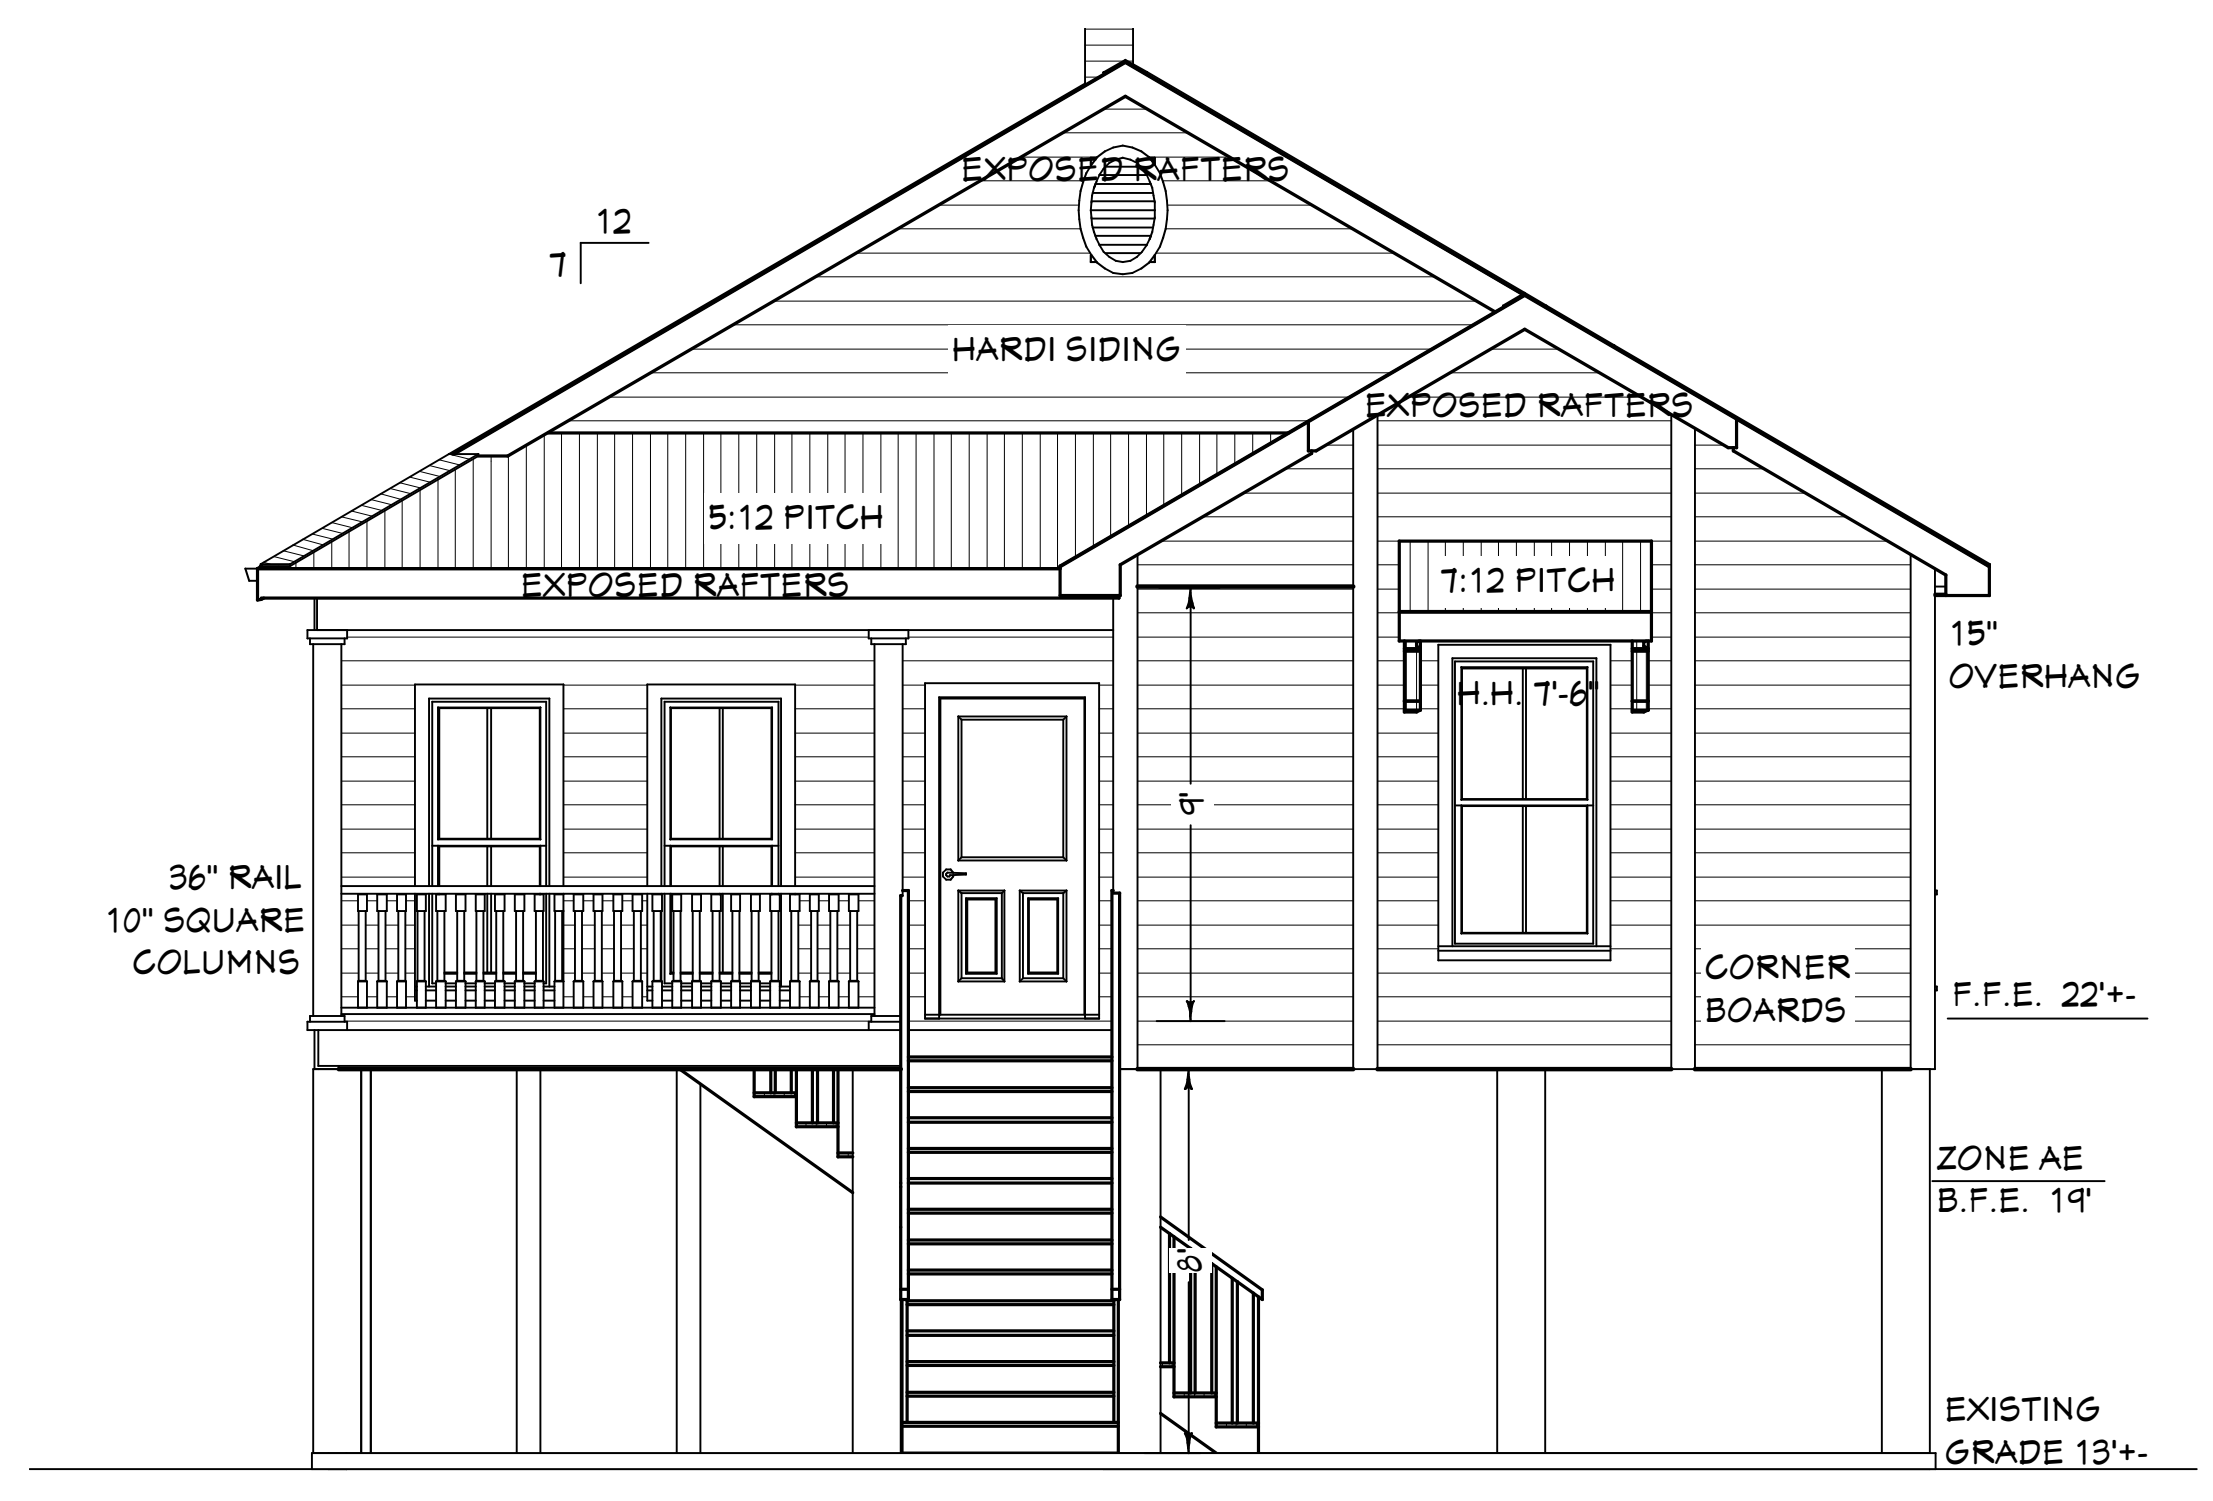 EXPOSED RAFTERS
12
7
HARDI SIDING
EXPOSED RAFTERS
5:12 PITCH
EXPOSED RAFTERS
7:12 PITCH
15"
OVERHANG
H.H. 7'-6"
9'
36" RAIL
10" SQUARE
COLUMNS
CORNER
BOARDS
F.F.E. 22'+-
ZONE AE
B.F.E. 19'
8'
EXISTING
GRADE 13'+-